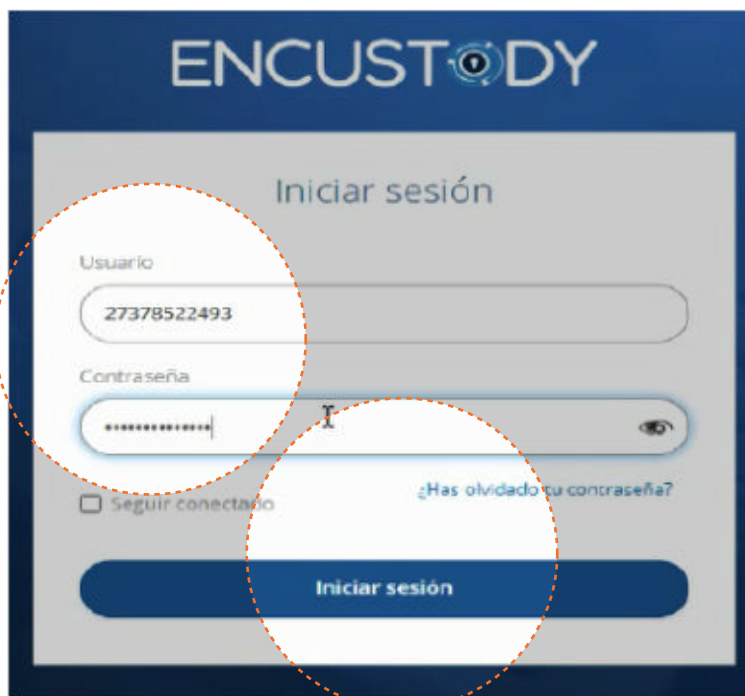 ENCUSTODY
Iniciar sesión
Usuario
27378522493
Contraseña
••••••••••••••
¿Has olvidado tu contraseña?
Seguir conectado
Iniciar sesión